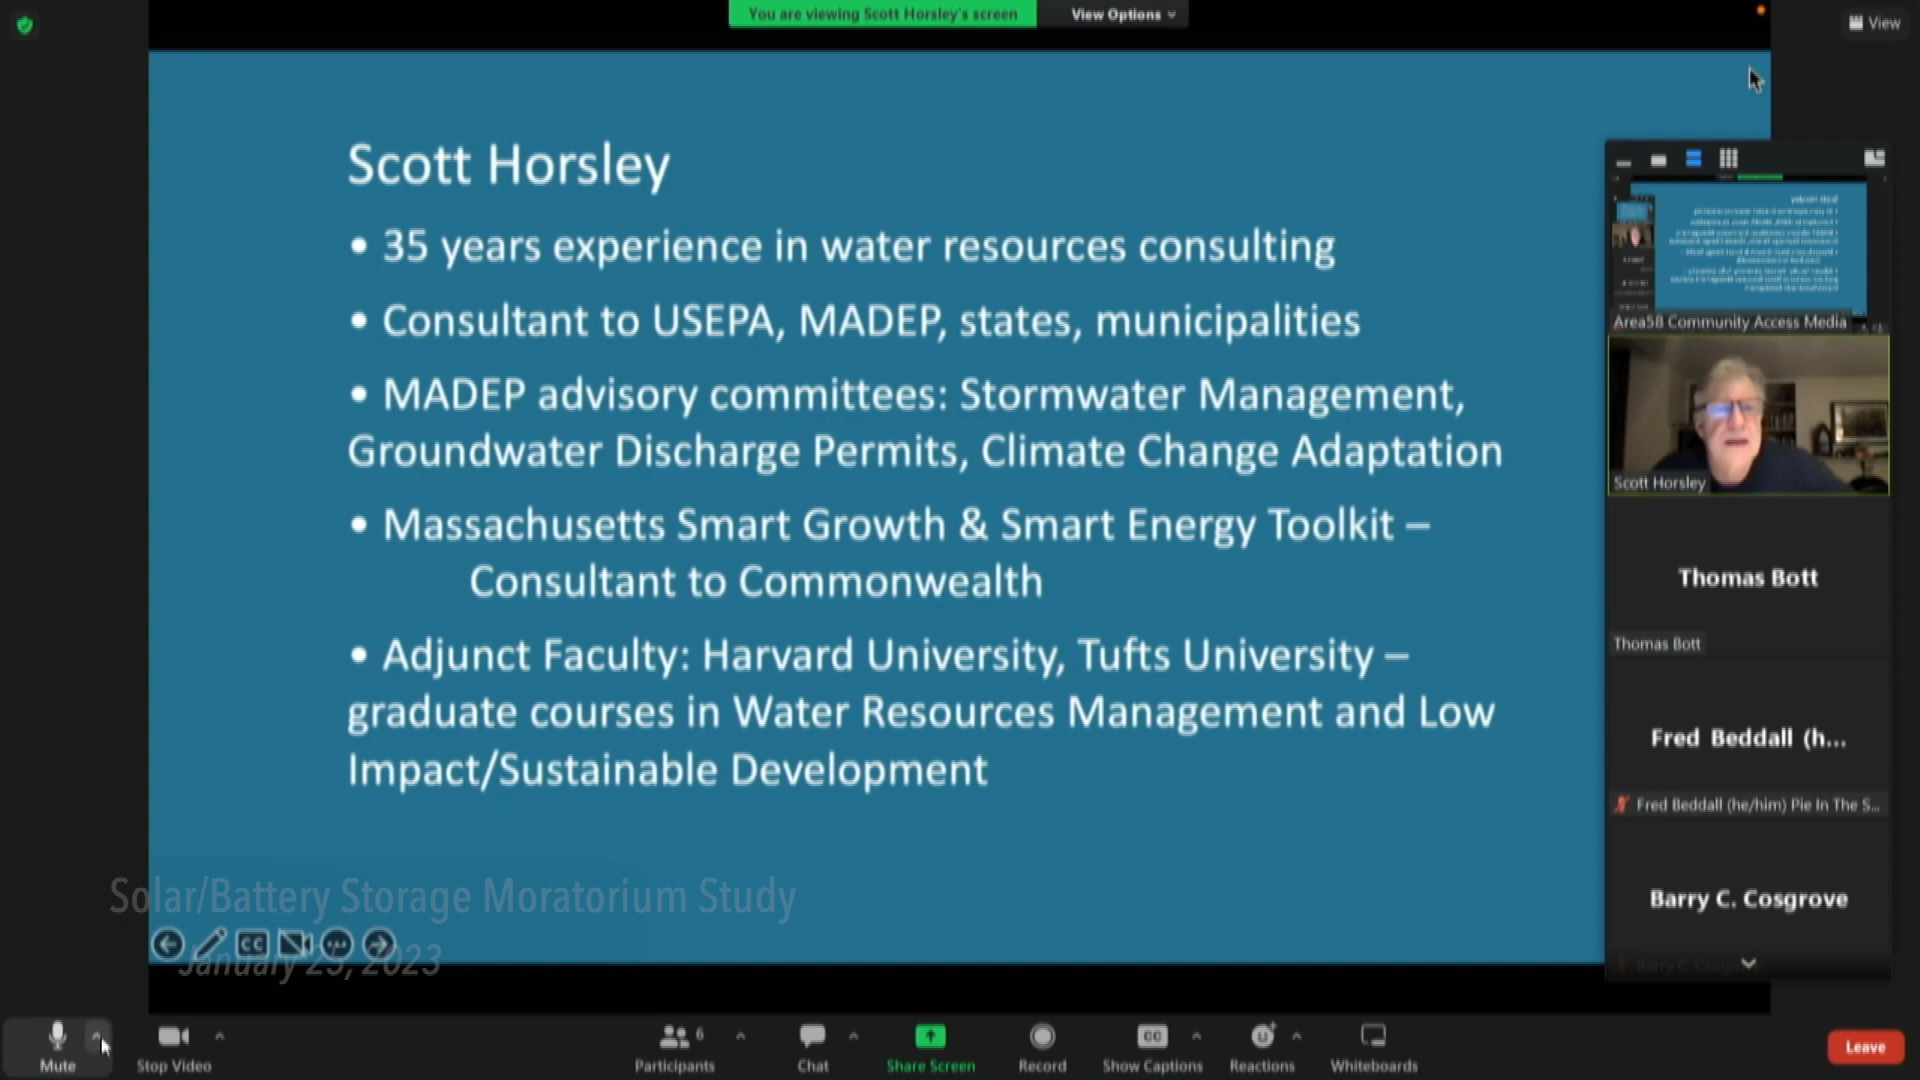 You are viewing Scott Horsley's screen
View Options
View
Scott Horsley
• 35 years experience in water resources consulting
• Consultant to USEPA, MADEP, states, municipalities
• MADEP advisory committees: Stormwater Management,
Groundwater Discharge Permits, Climate Change Adaptation
• Massachusetts Smart Growth & Smart Energy Toolkit –
Consultant to Commonwealth
• Adjunct Faculty: Harvard University, Tufts University –
graduate courses in Water Resources Management and Low
Impact/Sustainable Development
Area58 Community Access Media
Scott Horsley
Thomas Bott
Thomas Bott
Fred Beddall (h...
Fred Beddall (he/him) Pie In The S...
Barry C. Cosgrove
Solar/Battery Storage Moratorium Study
CC
January 25, 2023
Mute
Stop Video
Participants
6
Chat
Share Screen
Record
CC
Show Captions
Reactions
Whiteboards
Leave